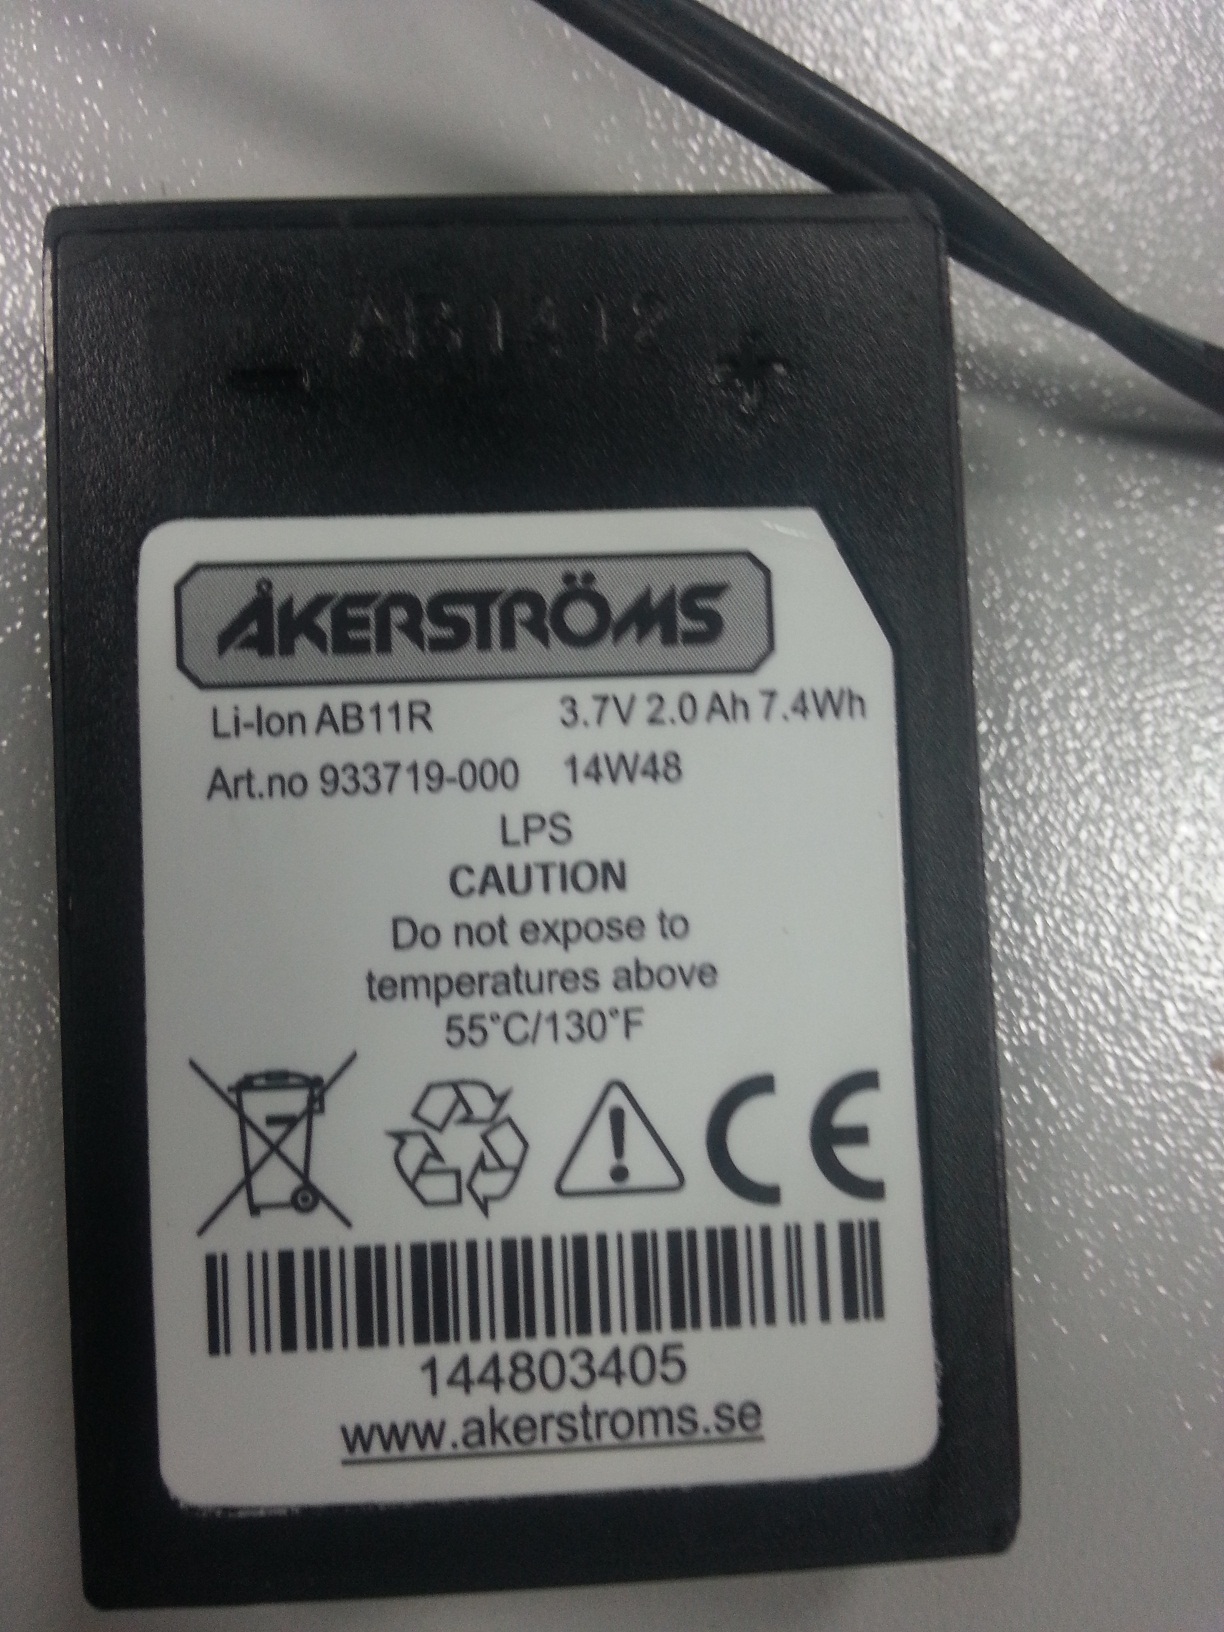 ÅKERSTRÖMS
Li-Ion AB11R 3.7V 2.0 Ah 7.4Wh
Art.no 933719-000 14W48
LPS
CAUTION
Do not expose to
temperatures above
55°C/130°F
CE
144803405
www.akerstroms.se